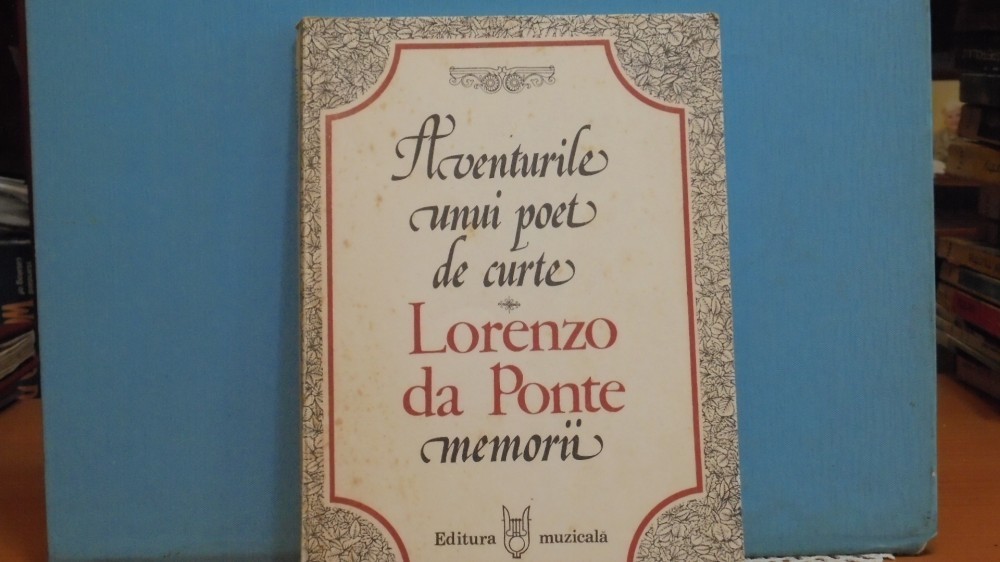 Aventurile
unui poet
de curte
Lorenzo
da Ponte
memorii
Editura muzicală